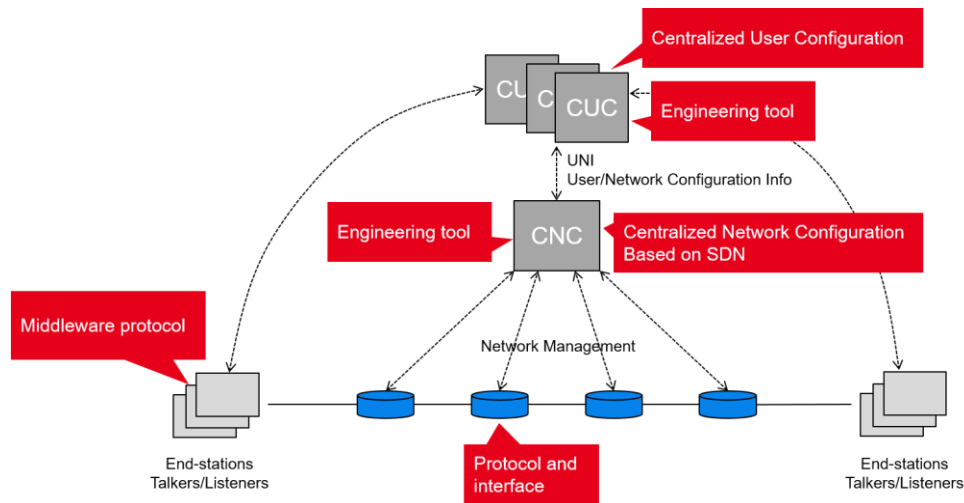 Centralized User Configuration
CU
C
CUC
Engineering tool
UNI
User/Network Configuration Info
Engineering tool
CNC
Centralized Network Configuration
Based on SDN
Middleware protocol
Network Management
End-stations
Talkers/Listeners
Protocol and
interface
End-stations
Talkers/Listeners